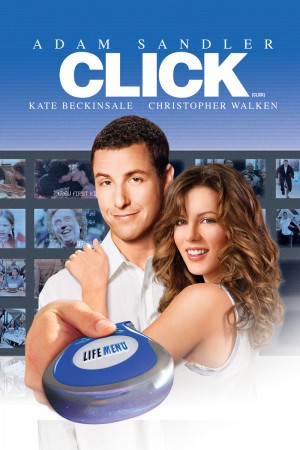 ADAM SANDLER
CLICK
KATE BECKINSALE CHRISTOPHER WALKEN
LIFE MENU